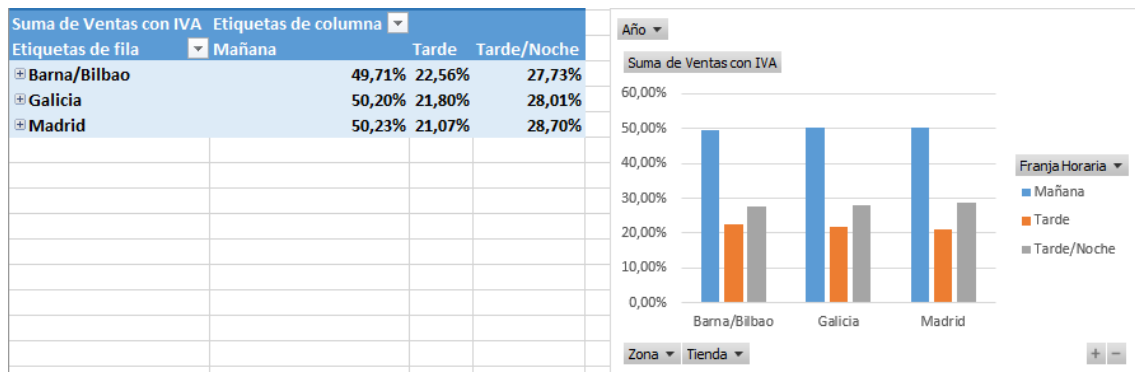 Suma de Ventas con IVA Etiquetas de columna
Etiquetas de fila Mañana Tarde Tarde/Noche
Barna/Bilbao 49,71% 22,56% 27,73%
Galicia 50,20% 21,80% 28,01%
Madrid 50,23% 21,07% 28,70%
Año
Suma de Ventas con IVA
60,00%
50,00%
40,00%
30,00%
20,00%
10,00%
0,00%
Barna/Bilbao Galicia Madrid
Franja Horaria
Mañana
Tarde
Tarde/Noche
Zona Tienda + -